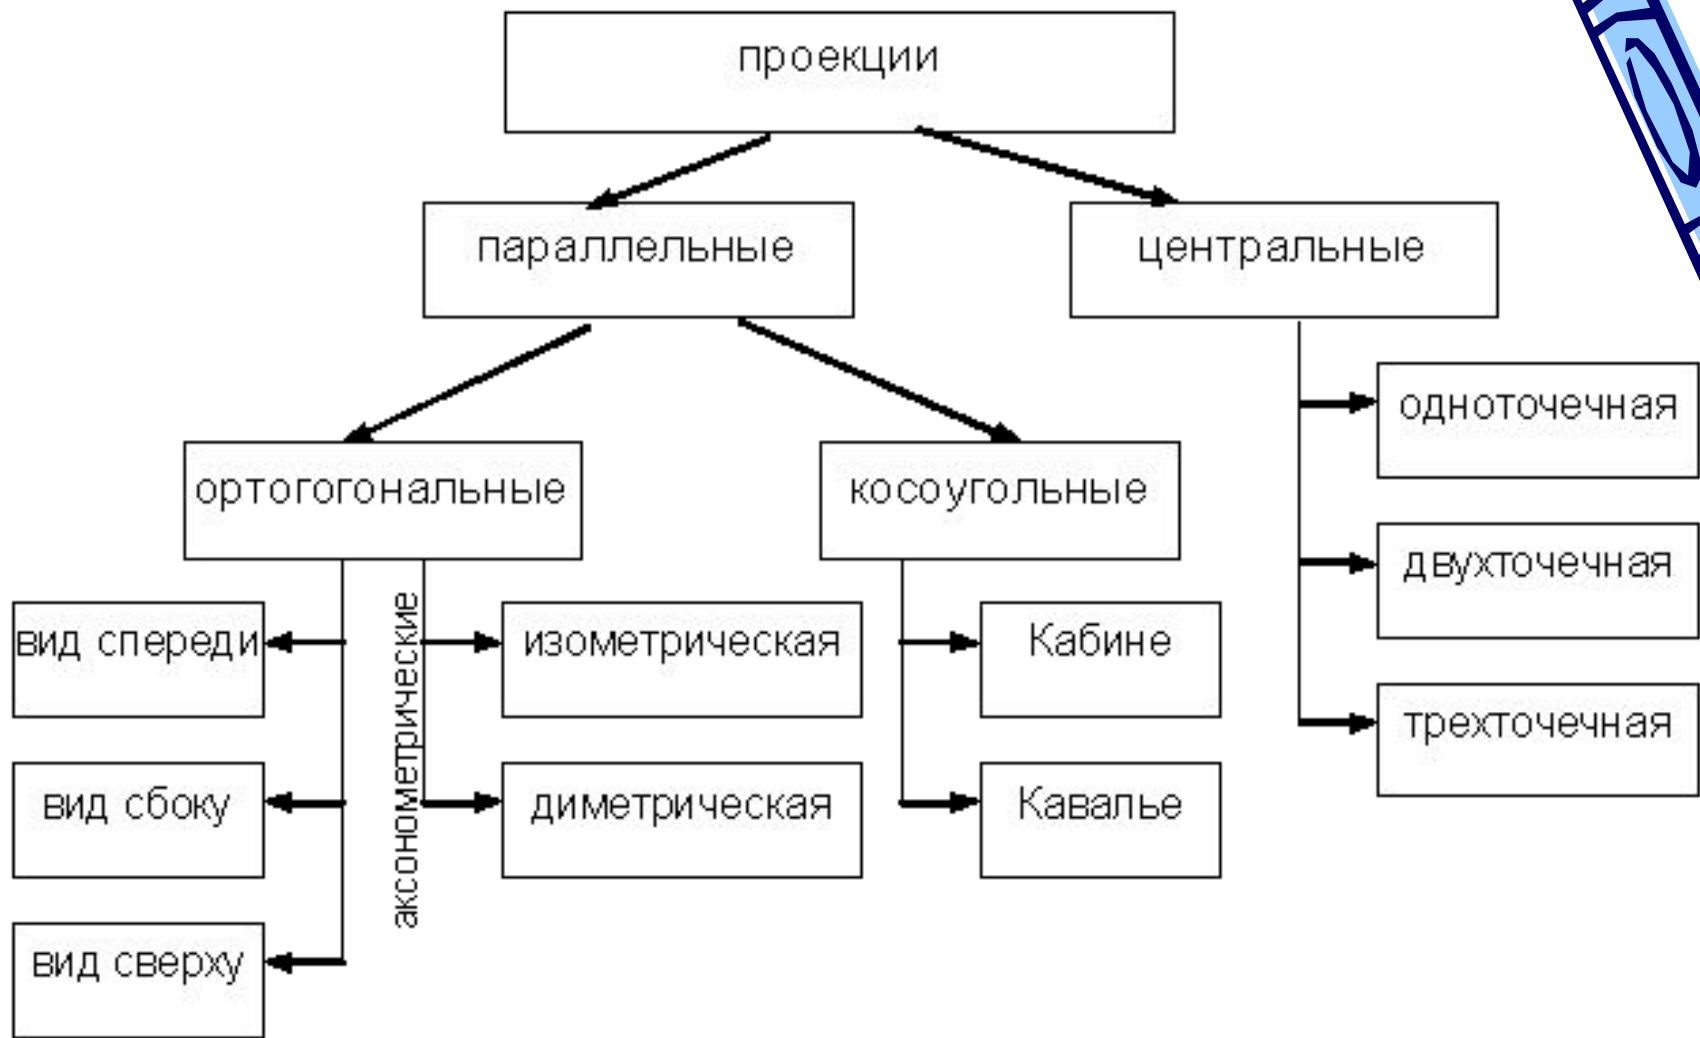 проекции
параллельные
центральные
ортогогональные
косоугольные
одноточечная
двухточечная
трехточечная
вид спереди
вид сбоку
вид сверху
аксонометрические
изометрическая
диметрическая
Кабине
Кавалье